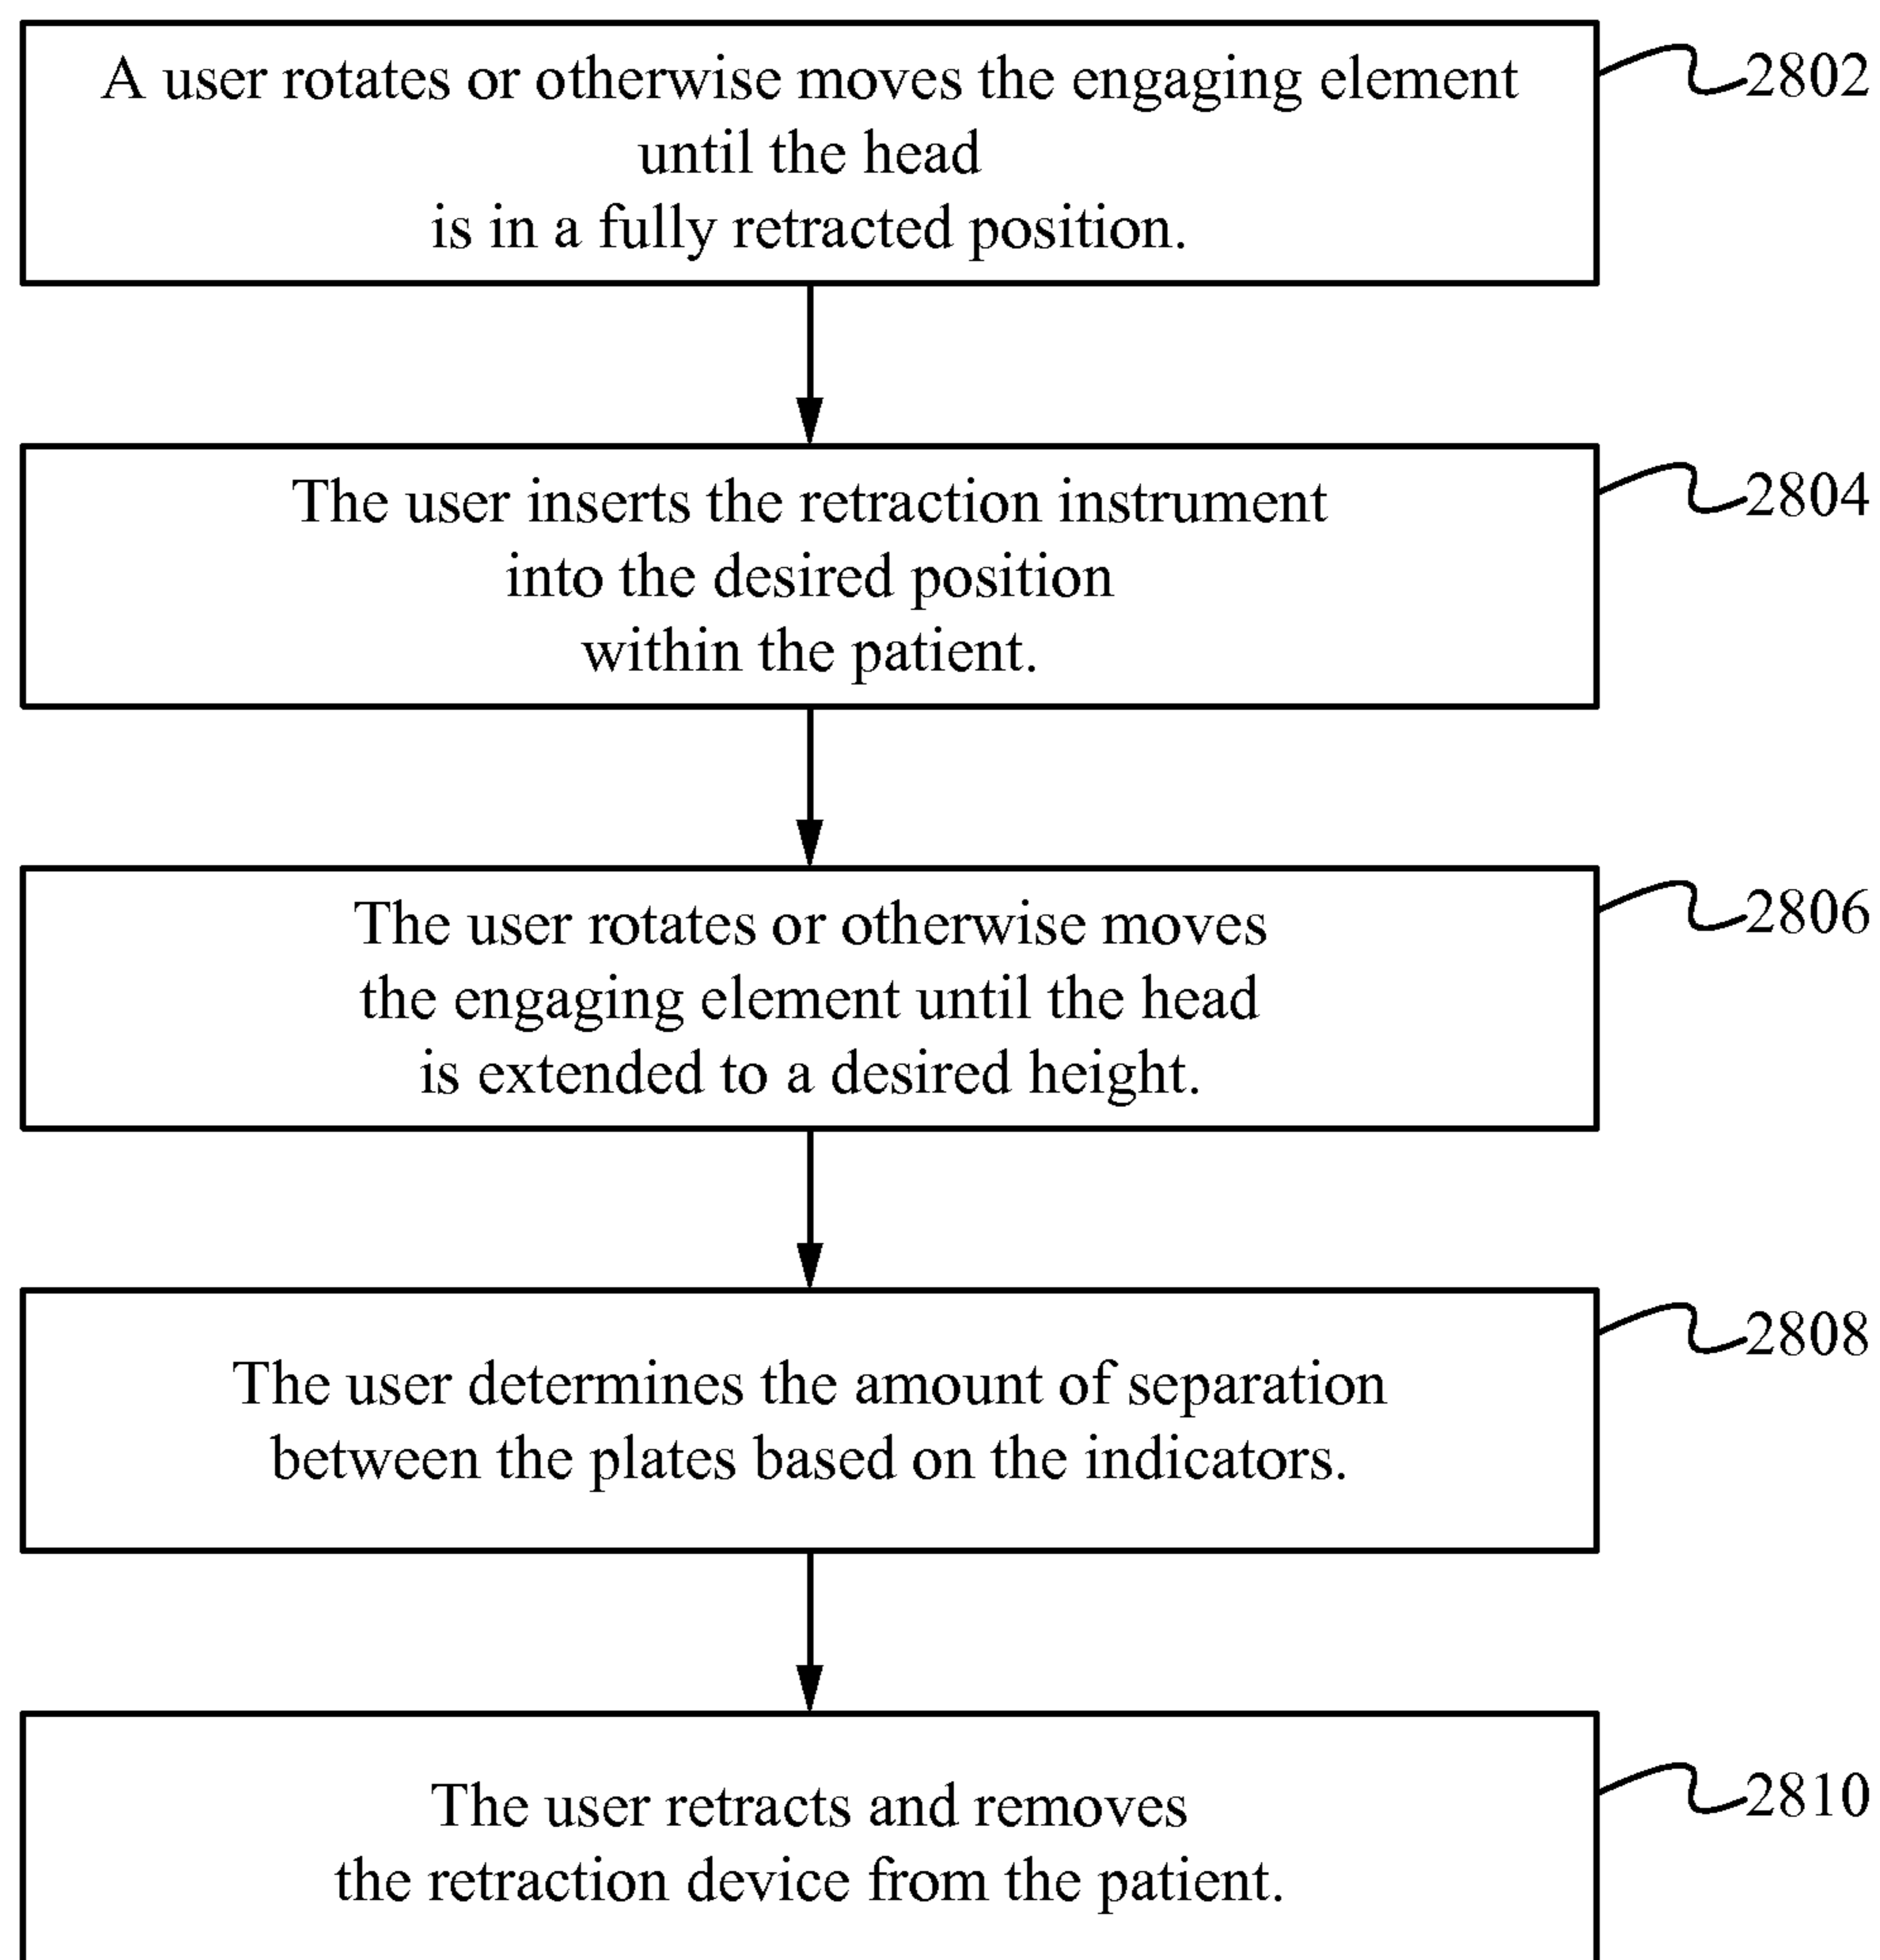 A user rotates or otherwise moves the engaging element
until the head
is in a fully retracted position.
2802
The user inserts the retraction instrument
into the desired position
within the patient.
2804
The user rotates or otherwise moves
the engaging element until the head
is extended to a desired height.
2806
The user determines the amount of separation
between the plates based on the indicators.
2808
The user retracts and removes
the retraction device from the patient.
2810